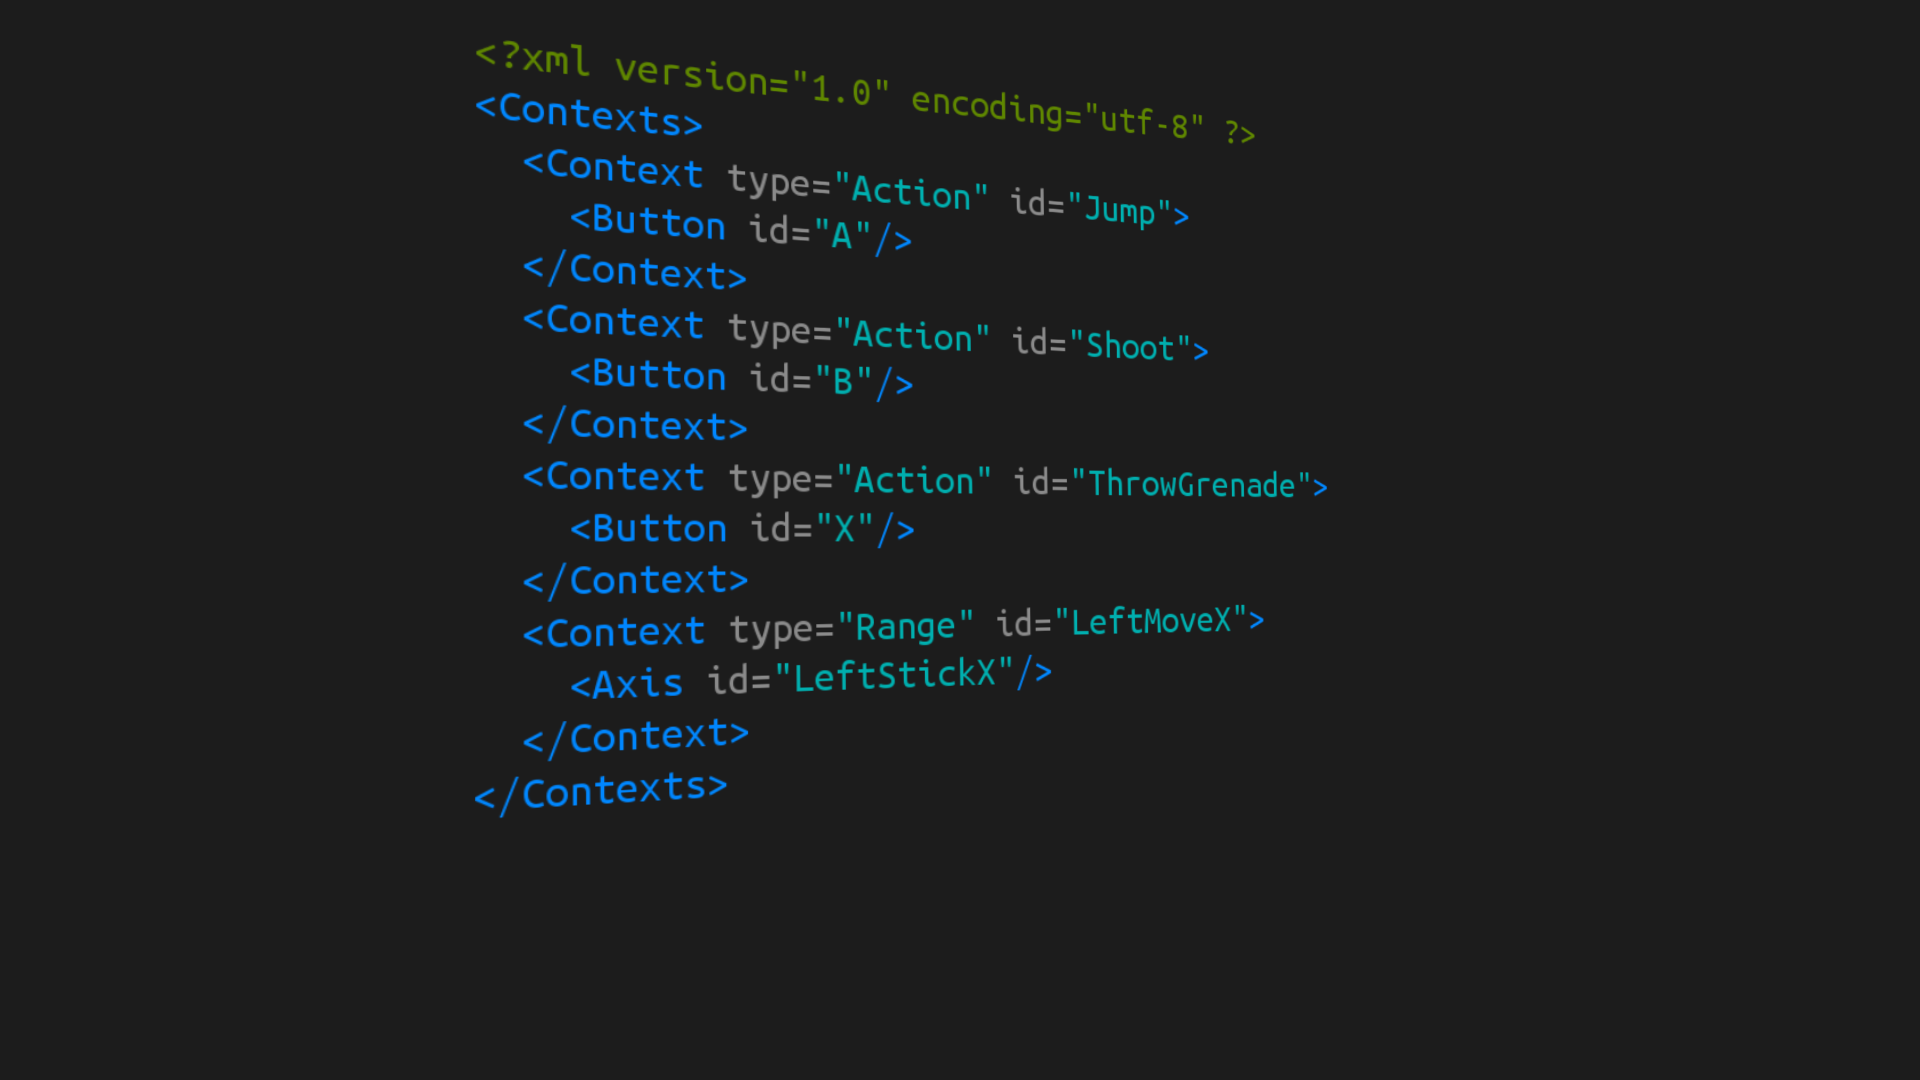 <?xml version="1.0" encoding="utf-8" ?>
<Contexts>
  <Context type="Action" id="Jump">
    <Button id="A"/>
  </Context>
  <Context type="Action" id="Shoot">
    <Button id="B"/>
  </Context>
  <Context type="Action" id="ThrowGrenade">
    <Button id="X"/>
  </Context>
  <Context type="Range" id="LeftMoveX">
    <Axis id="LeftStickX"/>
  </Context>
</Contexts>